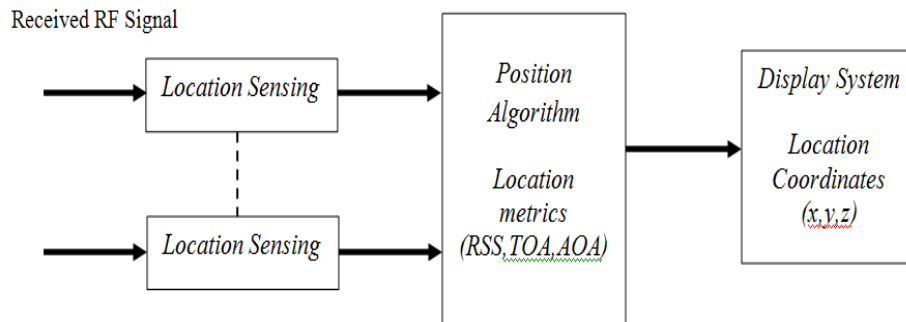 Received RF Signal
Location Sensing
Location Sensing
Position
Algorithm
Location
metrics
(RSS,TOA,AOA)
Display System
Location
Coordinates
(x,y,z)